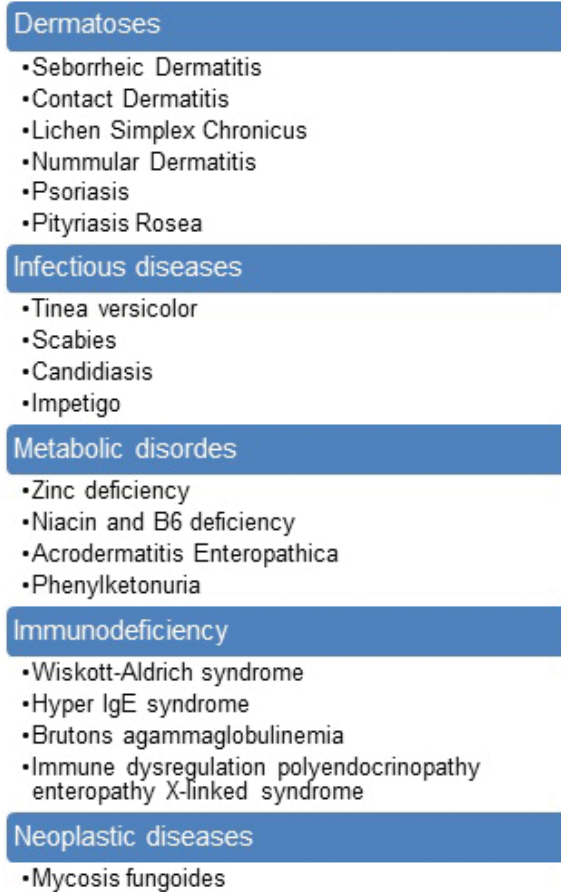 Dermatoses
•Seborrheic Dermatitis
•Contact Dermatitis
•Lichen Simplex Chronicus
•Nummular Dermatitis
•Psoriasis
•Pityriasis Rosea
Infectious diseases
•Tinea versicolor
•Scabies
•Candidiasis
•Impetigo
Metabolic disordes
•Zinc deficiency
•Niacin and B6 deficiency
•Acrodermatitis Enteropathica
•Phenylketonuria
Immunodeficiency
•Wiskott-Aldrich syndrome
•Hyper IgE syndrome
•Brutons agammaglobulinemia
•Immune dysregulation polyendocrinopathy
enteropathy X-linked syndrome
Neoplastic diseases
•Mycosis fungoides